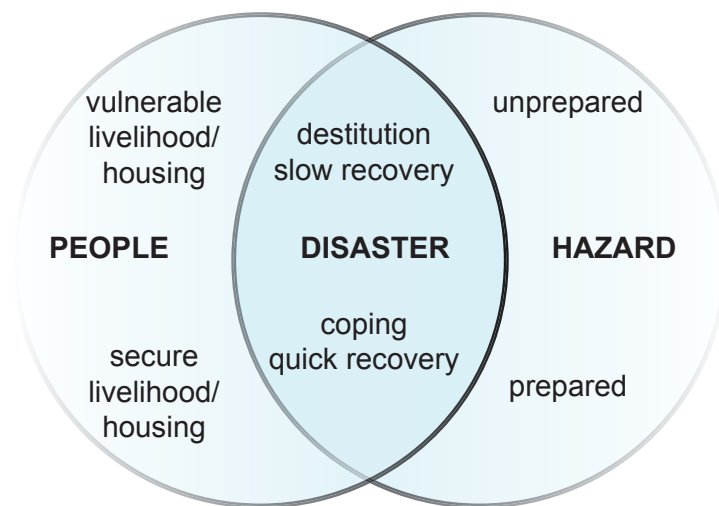 vulnerable
livelihood/
housing
destitution
slow recovery
unprepared
PEOPLE
DISASTER
HAZARD
secure
livelihood/
housing
coping
quick recovery
prepared